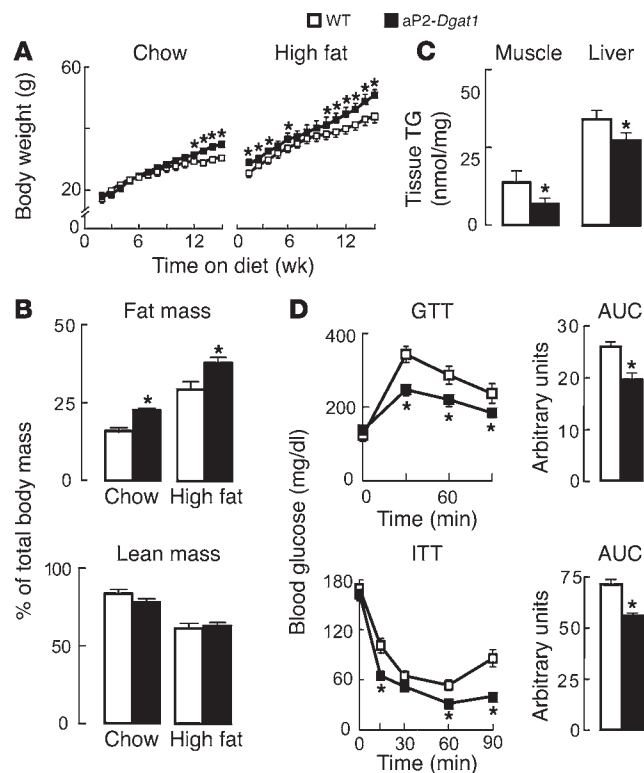 WT aP2-Dgat1
A
Chow High fat
Body weight (g)
60
20
0
* * * *
* * * * * * * * * * *
0 6 12 0 6 12
Time on diet (wk)
C
Muscle Liver
Tissue TG
(nmol/mg)
50
25
0
* *
B
Fat mass
% of total body mass
50
25
0
* *
Chow High fat
Lean mass
100
50
0
Chow High fat
D
GTT
Blood glucose (mg/dl)
400
200
0
* * *
0 60
Time (min)
AUC
Arbitrary units
30
20
10
0
*
ITT
180
120
60
0
* * *
0 30 60 90
Time (min)
AUC
Arbitrary units
75
50
25
0
*